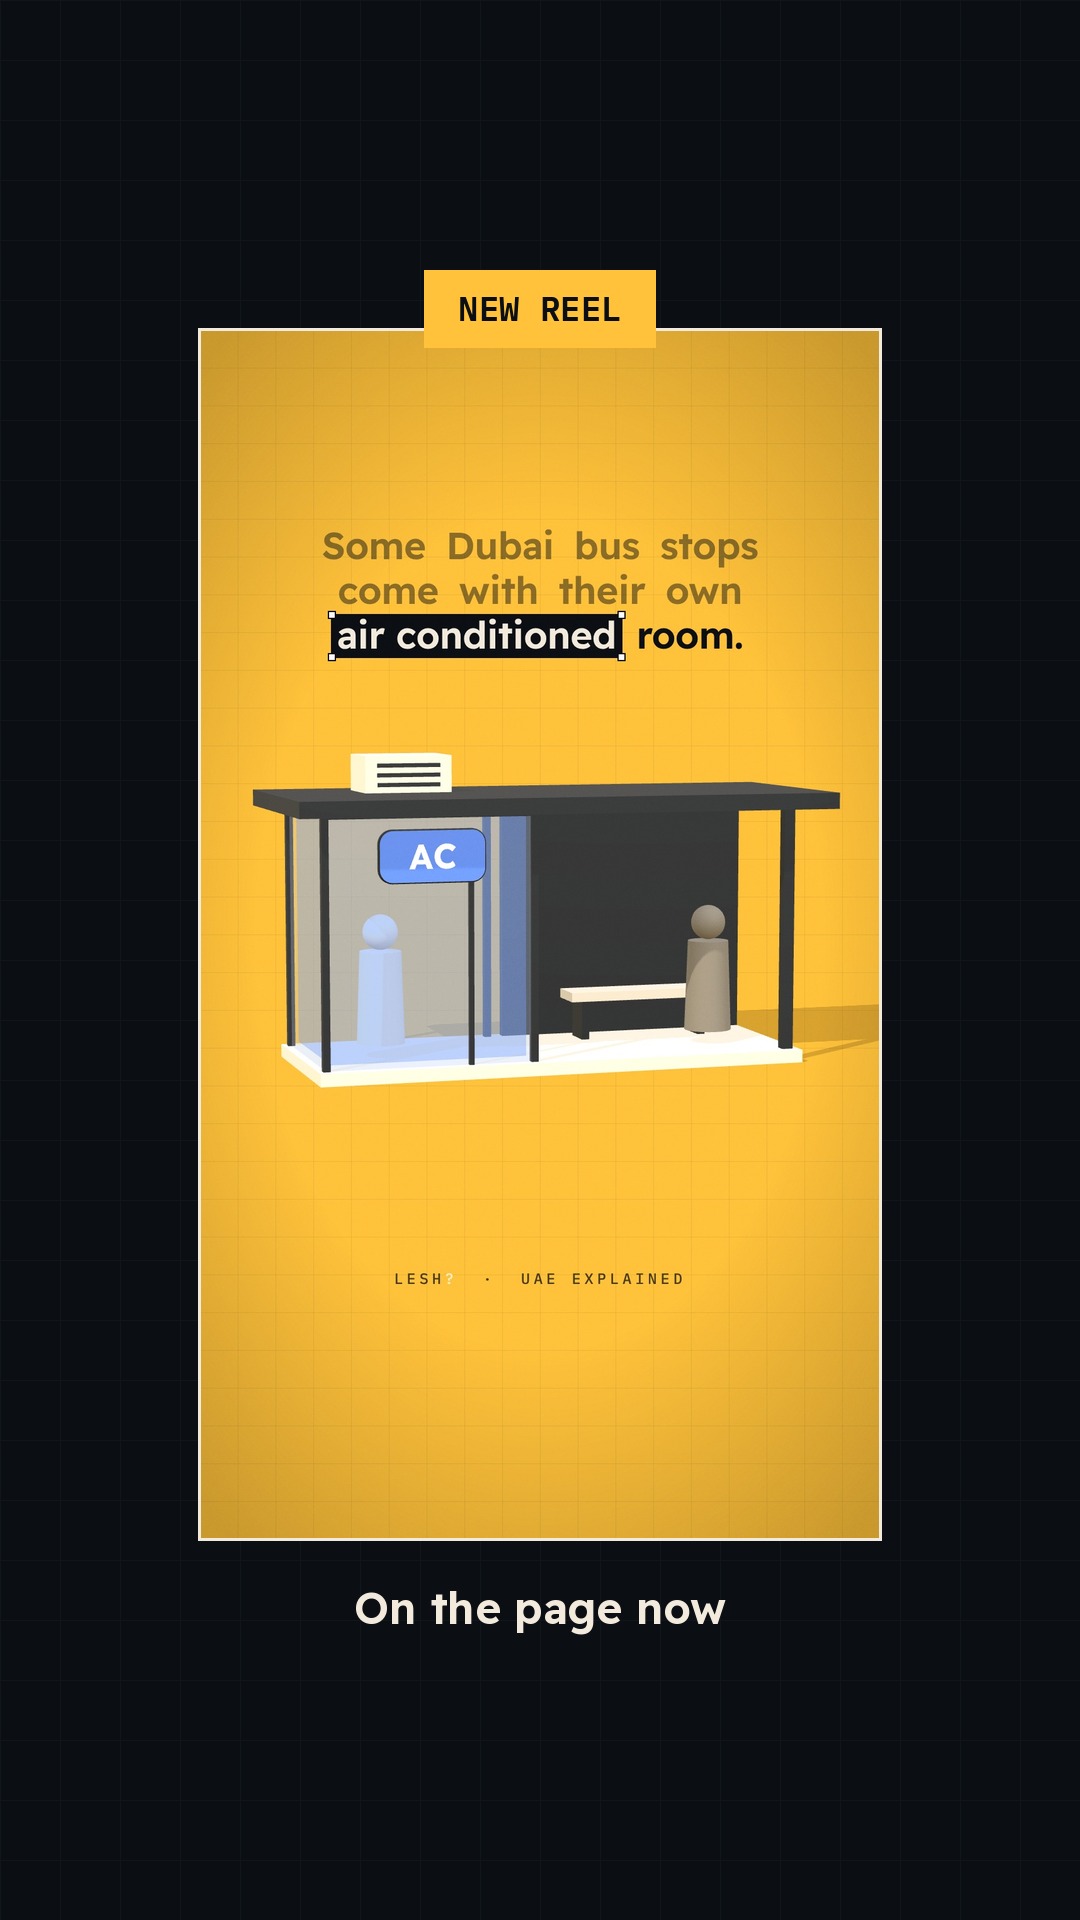 NEW REEL
Some Dubai bus stops
come with their own
air conditioned room.
AC
LESH? · UAE EXPLAINED
On the page now